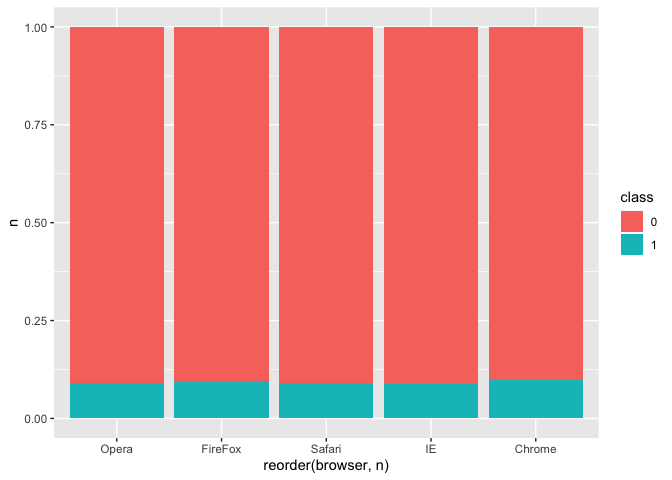 1.00
0.75
0.50
0.25
0.00
n
Opera
FireFox
Safari
IE
Chrome
reorder(browser, n)
class
0
1